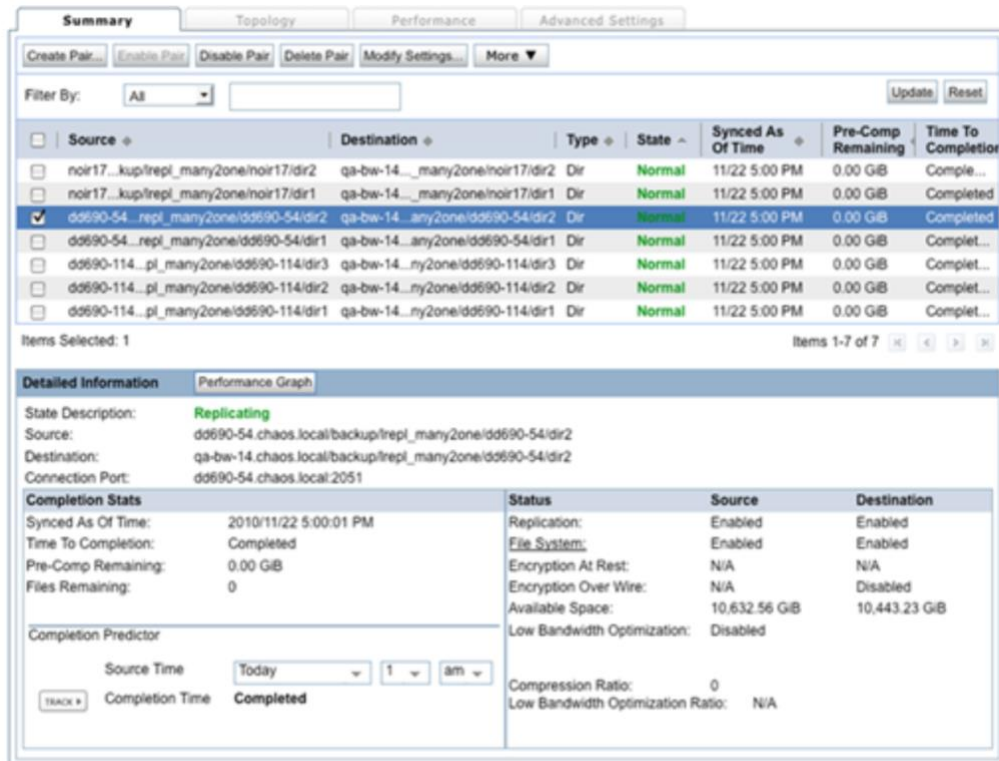 Summary Topology Performance Advanced Settings
Create Pair... Enable Pair Disable Pair Delete Pair Modify Settings... More ▼
Filter By: All Update Reset
Source Destination Type State Synced As Of Time Pre-Comp Remaining Time To Completion
noir17...kup/lrepl_many2one/noir17/dir2 qa-bw-14..._many2one/noir17/dir2 Dir Normal 11/22 5:00 PM 0.00 GiB Comple...
noir17...kup/lrepl_many2one/noir17/dir1 qa-bw-14..._many2one/noir17/dir1 Dir Normal 11/22 5:00 PM 0.00 GiB Completed
dd690-54...repl_many2one/dd690-54/dir2 qa-bw-14...any2one/dd690-54/dir2 Dir Normal 11/22 5:00 PM 0.00 GiB Completed
dd690-54...repl_many2one/dd690-54/dir1 qa-bw-14...any2one/dd690-54/dir1 Dir Normal 11/22 5:00 PM 0.00 GiB Complet...
dd690-114...pl_many2one/dd690-114/dir3 qa-bw-14...ny2one/dd690-114/dir3 Dir Normal 11/22 5:00 PM 0.00 GiB Complet...
dd690-114...pl_many2one/dd690-114/dir2 qa-bw-14...ny2one/dd690-114/dir2 Dir Normal 11/22 5:00 PM 0.00 GiB Complet...
dd690-114...pl_many2one/dd690-114/dir1 qa-bw-14...ny2one/dd690-114/dir1 Dir Normal 11/22 5:00 PM 0.00 GiB Complet...
Items Selected: 1 Items 1-7 of 7
Detailed Information Performance Graph
State Description: Replicating
Source: dd690-54.chaos.local/backup/lrepl_many2one/dd690-54/dir2
Destination: qa-bw-14.chaos.local/backup/lrepl_many2one/dd690-54/dir2
Connection Port: dd690-54.chaos.local:2051
Completion Stats
Synced As Of Time: 2010/11/22 5:00:01 PM
Time To Completion: Completed
Pre-Comp Remaining: 0.00 GiB
Files Remaining: 0
Completion Predictor
Source Time Today 1 am
TRACK Completion Time Completed
Status Source Destination
Replication: Enabled Enabled
File System: Enabled Enabled
Encryption At Rest: N/A N/A
Encryption Over Wire: N/A Disabled
Available Space: 10,632.56 GiB 10,443.23 GiB
Low Bandwidth Optimization: Disabled
Compression Ratio: 0
Low Bandwidth Optimization Ratio: N/A